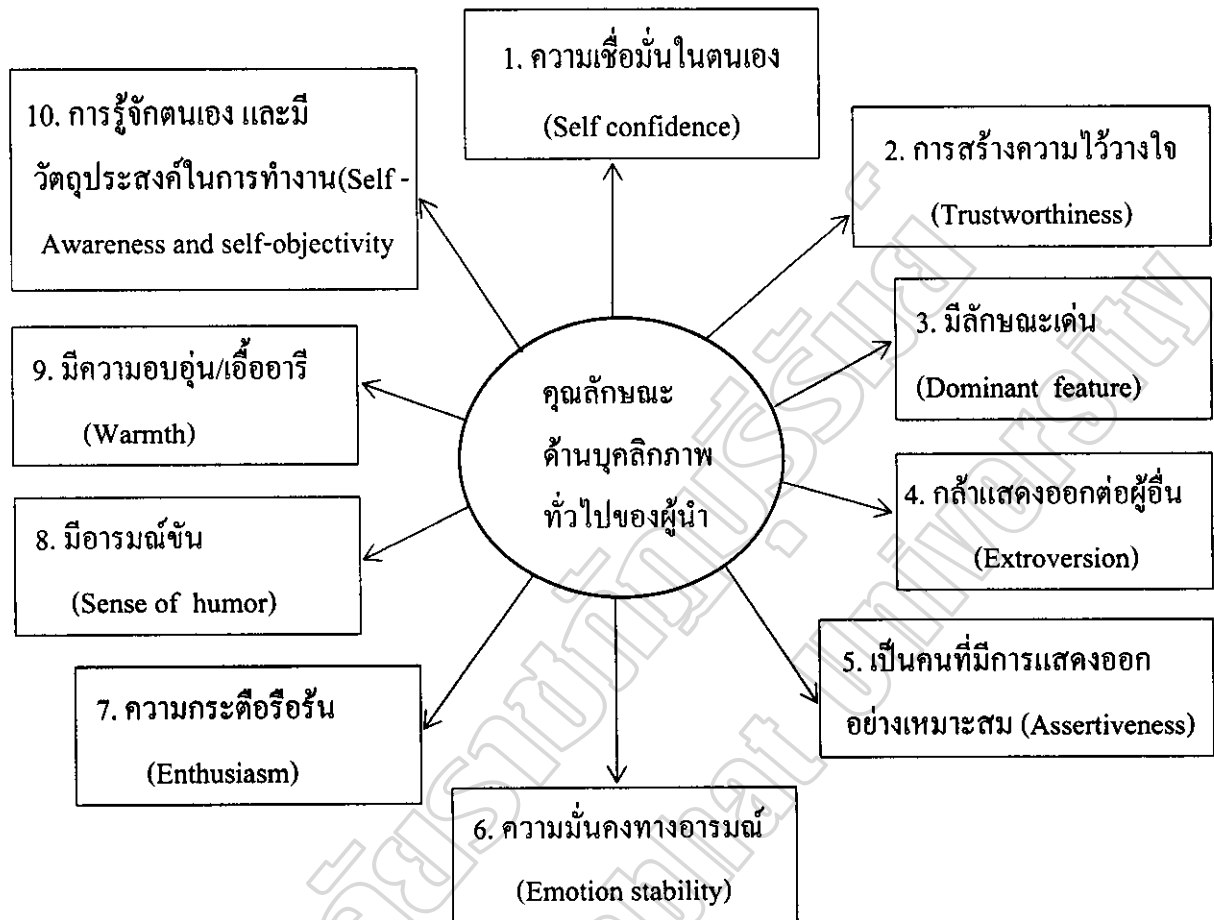 1. ความเชื่อมั่นในตนเอง
(Self confidence)
2. การสร้างความไว้วางใจ
(Trustworthiness)
3. มีลักษณะเด่น
(Dominant feature)
4. กล้าแสดงออกต่อผู้อื่น
(Extroversion)
5. เป็นคนที่มีการแสดงออก
อย่างเหมาะสม (Assertiveness)
6. ความมั่นคงทางอารมณ์
(Emotion stability)
7. ความกระตือรือร้น
(Enthusiasm)
8. มีอารมณ์ขัน
(Sense of humor)
9. มีความอบอุ่น/เอื้ออารี
(Warmth)
10. การรู้จักตนเอง และมี
วัตถุประสงค์ในการทำงาน(Self -
Awareness and self-objectivity
คุณลักษณะ
ด้านบุคลิกภาพ
ทั่วไปของผู้นำ